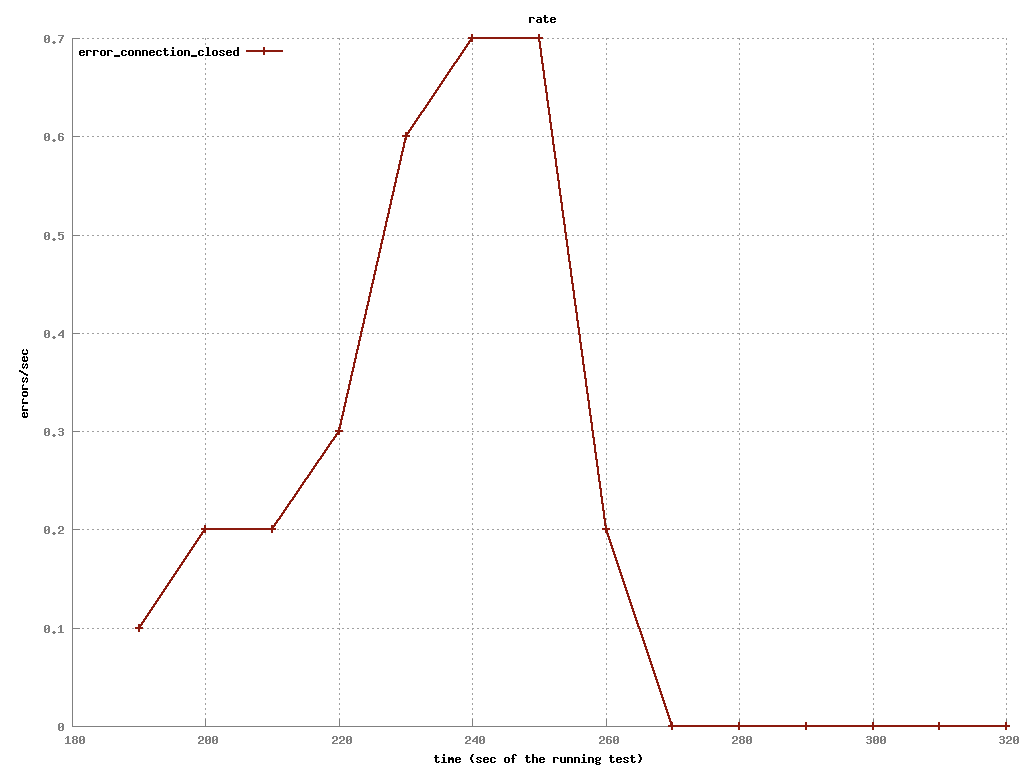 rate
error_connection_closed
0.7
0.6
0.5
0.4
0.3
0.2
0.1
0
errors/sec
180 200 220 240 260 280 300 320
time (sec of the running test)